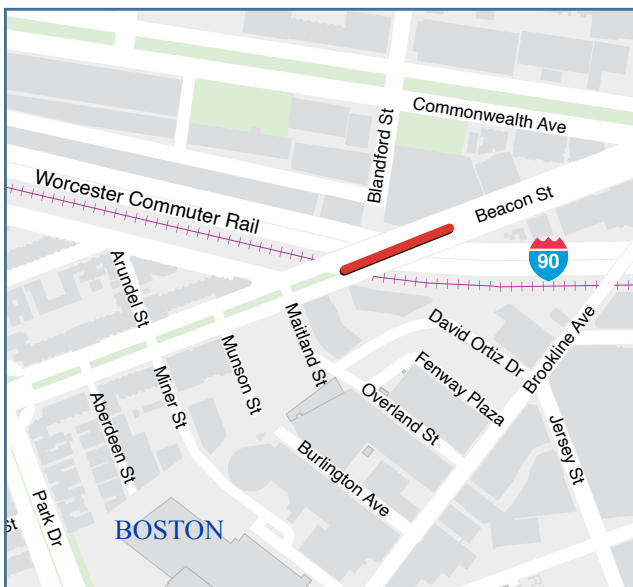 Commonwealth Ave
Blandford St
Worcester Commuter Rail
Beacon St
90
Arundel St
Maitland St
David Ortiz Dr
Brookline Ave
Munson St
Fenway Plaza
Miner St
Overland St
Aberdeen St
Jersey St
Burlington Ave
Park Dr
St
BOSTON